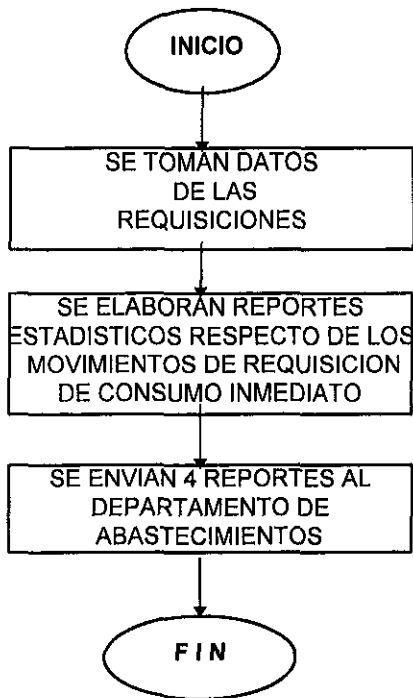 INICIO
SE TOMAN DATOS
DE LAS
REQUISICIONES
SE ELABORAN REPORTES
ESTADISTICOS RESPECTO DE LOS
MOVIMIENTOS DE REQUISICION
DE CONSUMO INMEDIATO
SE ENVIAN 4 REPORTES AL
DEPARTAMENTO DE
ABASTECIMIENTOS
F I N